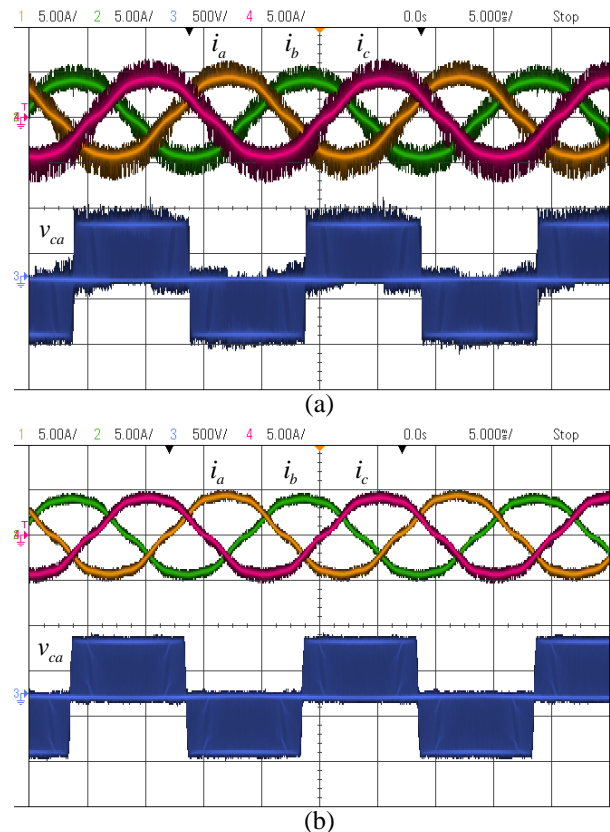 1 5.00A/ 2 5.00A/ 3 500V/ 4 5.00A/ 0.0s 5.000ms/ Stop
i_a i_b i_c
T
v_ca
3
(a)
1 5.00A/ 2 5.00A/ 3 500V/ 4 5.00A/ 0.0s 5.000ms/ Stop
i_a i_b i_c
T
v_ca
3
(b)